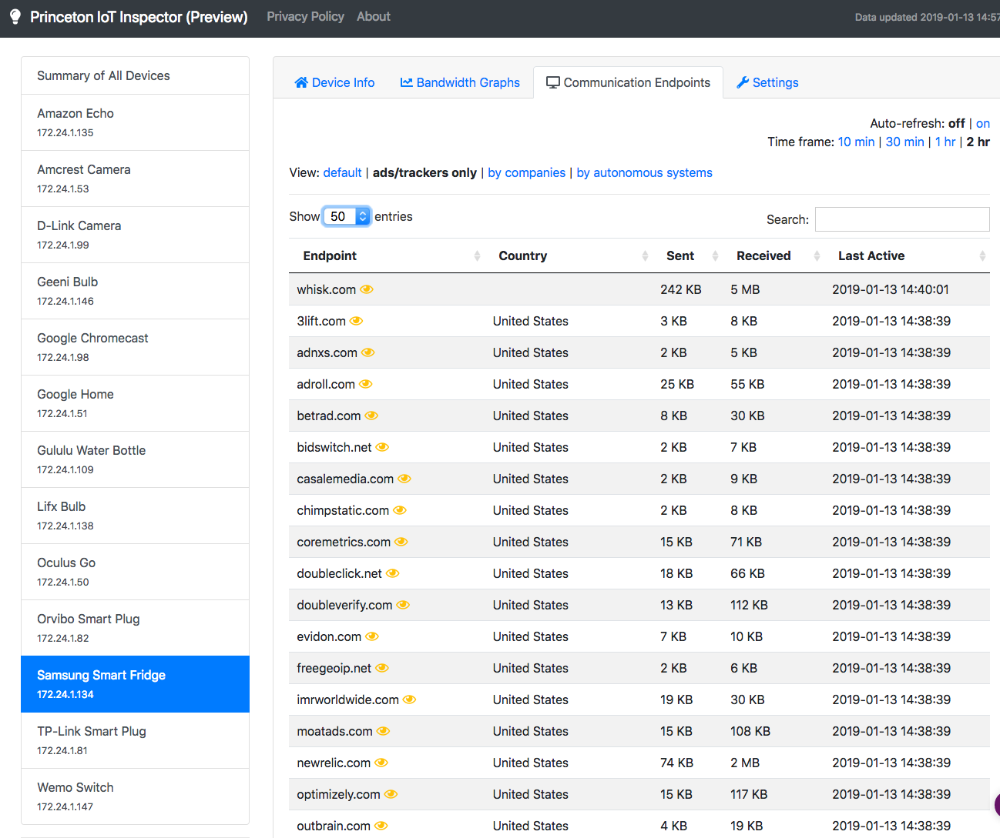 Princeton IoT Inspector (Preview) Privacy Policy About Data updated 2019-01-13 14:57
Summary of All Devices
Amazon Echo
172.24.1.135
Amcrest Camera
172.24.1.53
D-Link Camera
172.24.1.99
Geeni Bulb
172.24.1.146
Google Chromecast
172.24.1.98
Google Home
172.24.1.51
Gululu Water Bottle
172.24.1.109
Lifx Bulb
172.24.1.138
Oculus Go
172.24.1.50
Orvibo Smart Plug
172.24.1.82
Samsung Smart Fridge
172.24.1.134
TP-Link Smart Plug
172.24.1.81
Wemo Switch
172.24.1.147
Device Info Bandwidth Graphs Communication Endpoints Settings
Auto-refresh: off | on
Time frame: 10 min | 30 min | 1 hr | 2 hr
View: default | ads/trackers only | by companies | by autonomous systems
Show 50 entries Search:
Endpoint Country Sent Received Last Active
whisk.com 242 KB 5 MB 2019-01-13 14:40:01
3lift.com United States 3 KB 8 KB 2019-01-13 14:38:39
adnxs.com United States 2 KB 5 KB 2019-01-13 14:38:39
adroll.com United States 25 KB 55 KB 2019-01-13 14:38:39
betrad.com United States 8 KB 30 KB 2019-01-13 14:38:39
bidswitch.net United States 2 KB 7 KB 2019-01-13 14:38:39
casalemedia.com United States 2 KB 9 KB 2019-01-13 14:38:39
chimpstatic.com United States 2 KB 8 KB 2019-01-13 14:38:39
coremetrics.com United States 15 KB 71 KB 2019-01-13 14:38:39
doubleclick.net United States 18 KB 66 KB 2019-01-13 14:38:39
doubleverify.com United States 13 KB 112 KB 2019-01-13 14:38:39
evidon.com United States 7 KB 10 KB 2019-01-13 14:38:39
freegeoip.net United States 2 KB 6 KB 2019-01-13 14:38:39
imrworldwide.com United States 19 KB 30 KB 2019-01-13 14:38:39
moatads.com United States 15 KB 108 KB 2019-01-13 14:38:39
newrelic.com United States 74 KB 2 MB 2019-01-13 14:38:39
optimizely.com United States 15 KB 117 KB 2019-01-13 14:38:39
outbrain.com United States 4 KB 19 KB 2019-01-13 14:38:39